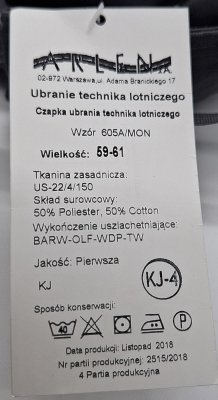 ARLEN S.A.
02-972 Warszawa, ul. Adama Branickiego 17
Ubranie technika lotniczego
Czapka ubrania technika lotniczego
Wzór 605A/MON
Wielkość: 59-61
Tkanina zasadnicza:
US-22/4/150
Skład surowcowy:
50% Poliester, 50% Cotton
Wykończenie uszlachetniające:
BARW-OLF-WDP-TW
Jakość: Pierwsza
KJ
KJ-4
Sposób konserwacji:
40
Data produkcji: Listopad 2018
Nr partii produkcyjnej: 2515/2018
4 Partia produkcyjna